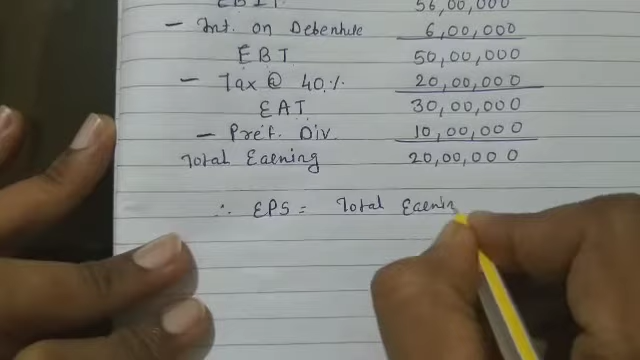 EBIT 56,00,000
- Int. on Debenture 6,00,000
EBT 50,00,000
- Tax @ 40% 20,00,000
EAT 30,00,000
- Pref. Div. 10,00,000
Total Earning 20,00,000
∴ EPS = Total Earnin